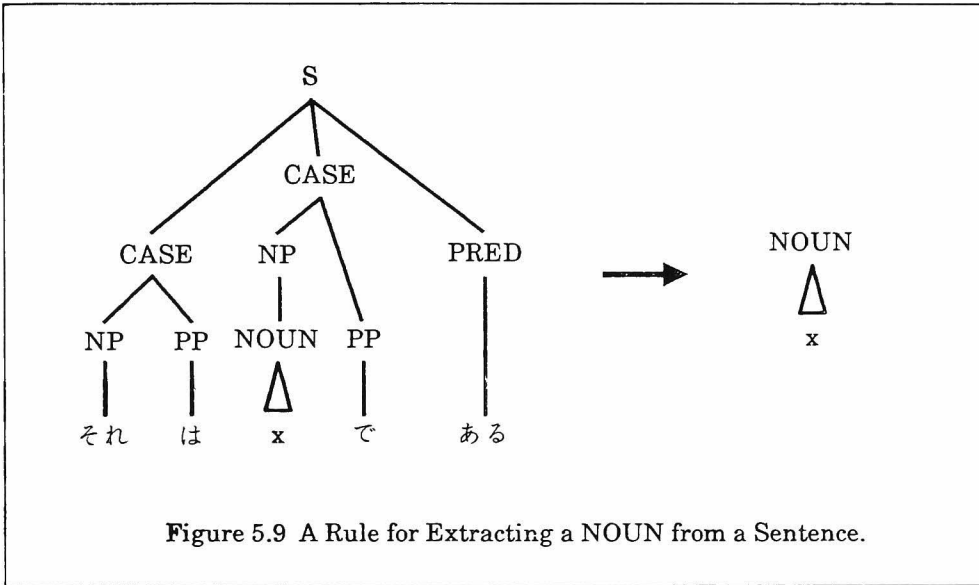 S
CASE
CASE NP PRED NOUN
NP PP NOUN PP x
それ は x で ある
Figure 5.9 A Rule for Extracting a NOUN from a Sentence.